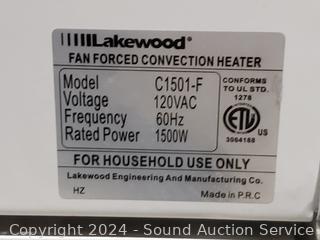 Lakewood®
FAN FORCED CONVECTION HEATER
Model C1501-F
Voltage 120VAC
Frequency 60Hz
Rated Power 1500W
CONFORMS
TO UL STD.
1278
ETL
US
3064188
FOR HOUSEHOLD USE ONLY
Lakewood Engineering And Manufacturing Co.
HZ Made in P.R.C
Copyright 2024 - Sound Auction Service